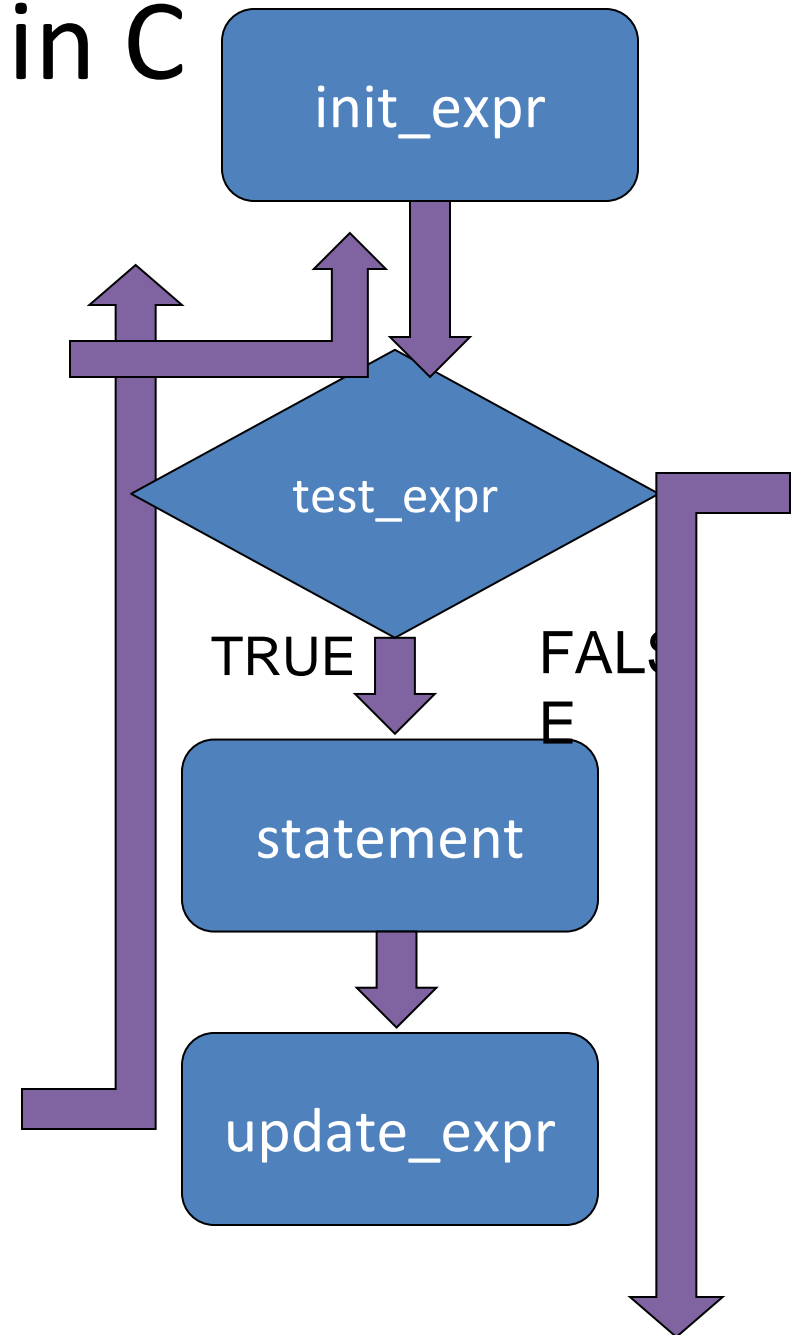 in C
init_expr
test_expr
TRUE
FALS
E
statement
update_expr